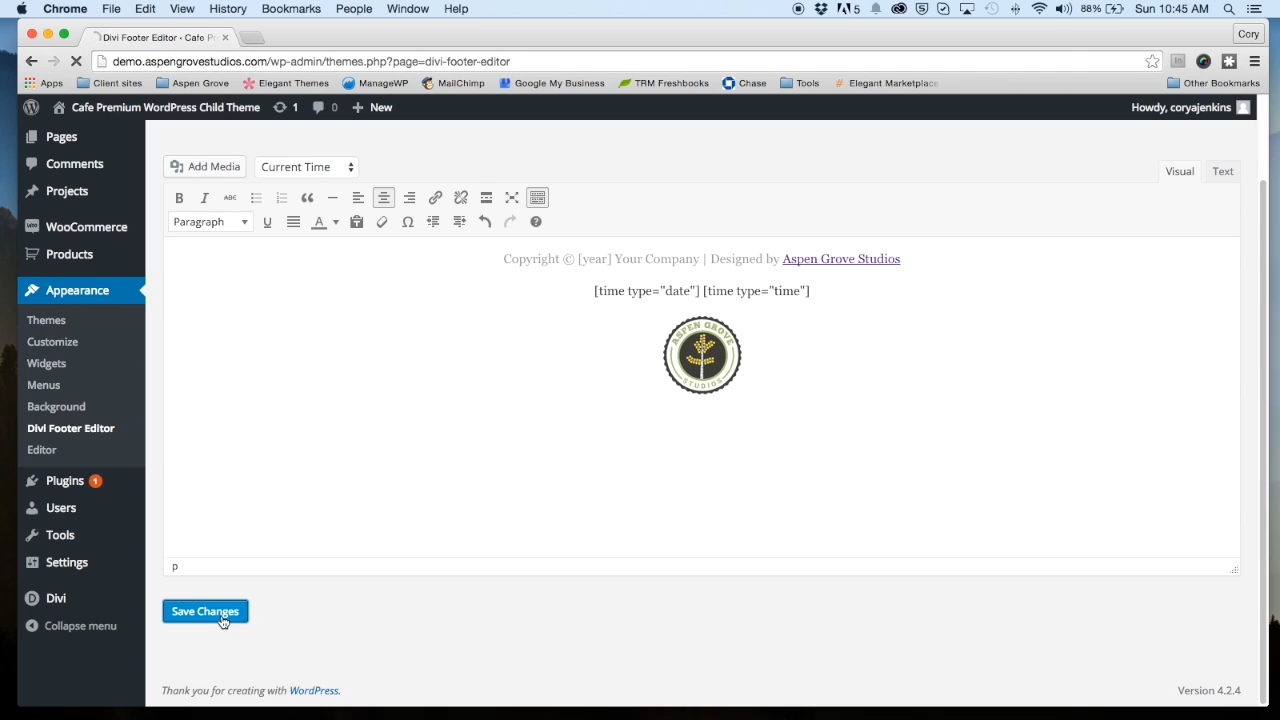 Chrome File Edit View History Bookmarks People Window Help 5 88% Sun 10:45 AM
Divi Footer Editor ‹ Cafe P Cory
demo.aspengrovestudios.com/wp-admin/themes.php?page=divi-footer-editor
Apps Client sites Aspen Grove Elegant Themes ManageWP MailChimp Google My Business TRM Freshbooks Chase Tools Elegant Marketplac Other Bookmarks
Cafe Premium WordPress Child Theme 1 0 New Howdy, coryajenkins
Pages
Comments
Projects
WooCommerce
Products
Appearance
Themes
Customize
Widgets
Menus
Background
Divi Footer Editor
Editor
Plugins 1
Users
Tools
Settings
Divi
Collapse menu
Add Media Current Time Visual Text
B I ABC
Paragraph U A
Copyright © [year] Your Company | Designed by Aspen Grove Studios
[time type="date"] [time type="time"]
ASPEN GROVE
STUDIOS
p
Save Changes
Thank you for creating with WordPress. Version 4.2.4